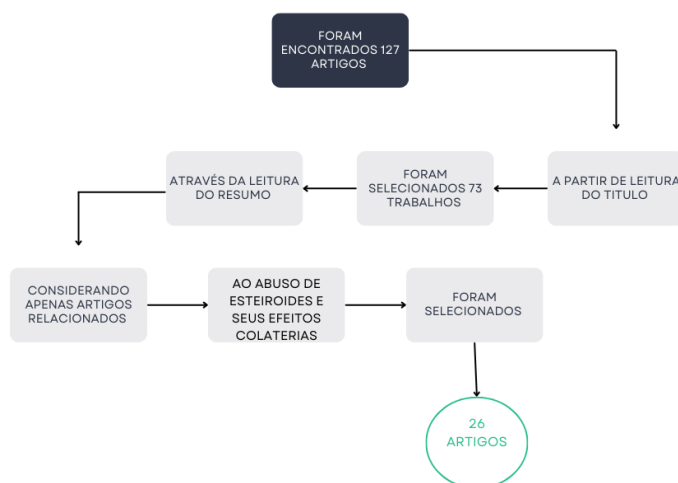 FORAM
ENCONTRADOS 127
ARTIGOS
A PARTIR DE LEITURA
DO TITULO
FORAM
SELECIONADOS 73
TRABALHOS
ATRAVÉS DA LEITURA
DO RESUMO
CONSIDERANDO
APENAS ARTIGOS
RELACIONADOS
AO ABUSO DE
ESTEIROIDES E
SEUS EFEITOS
COLATERIAS
FORAM
SELECIONADOS
26
ARTIGOS